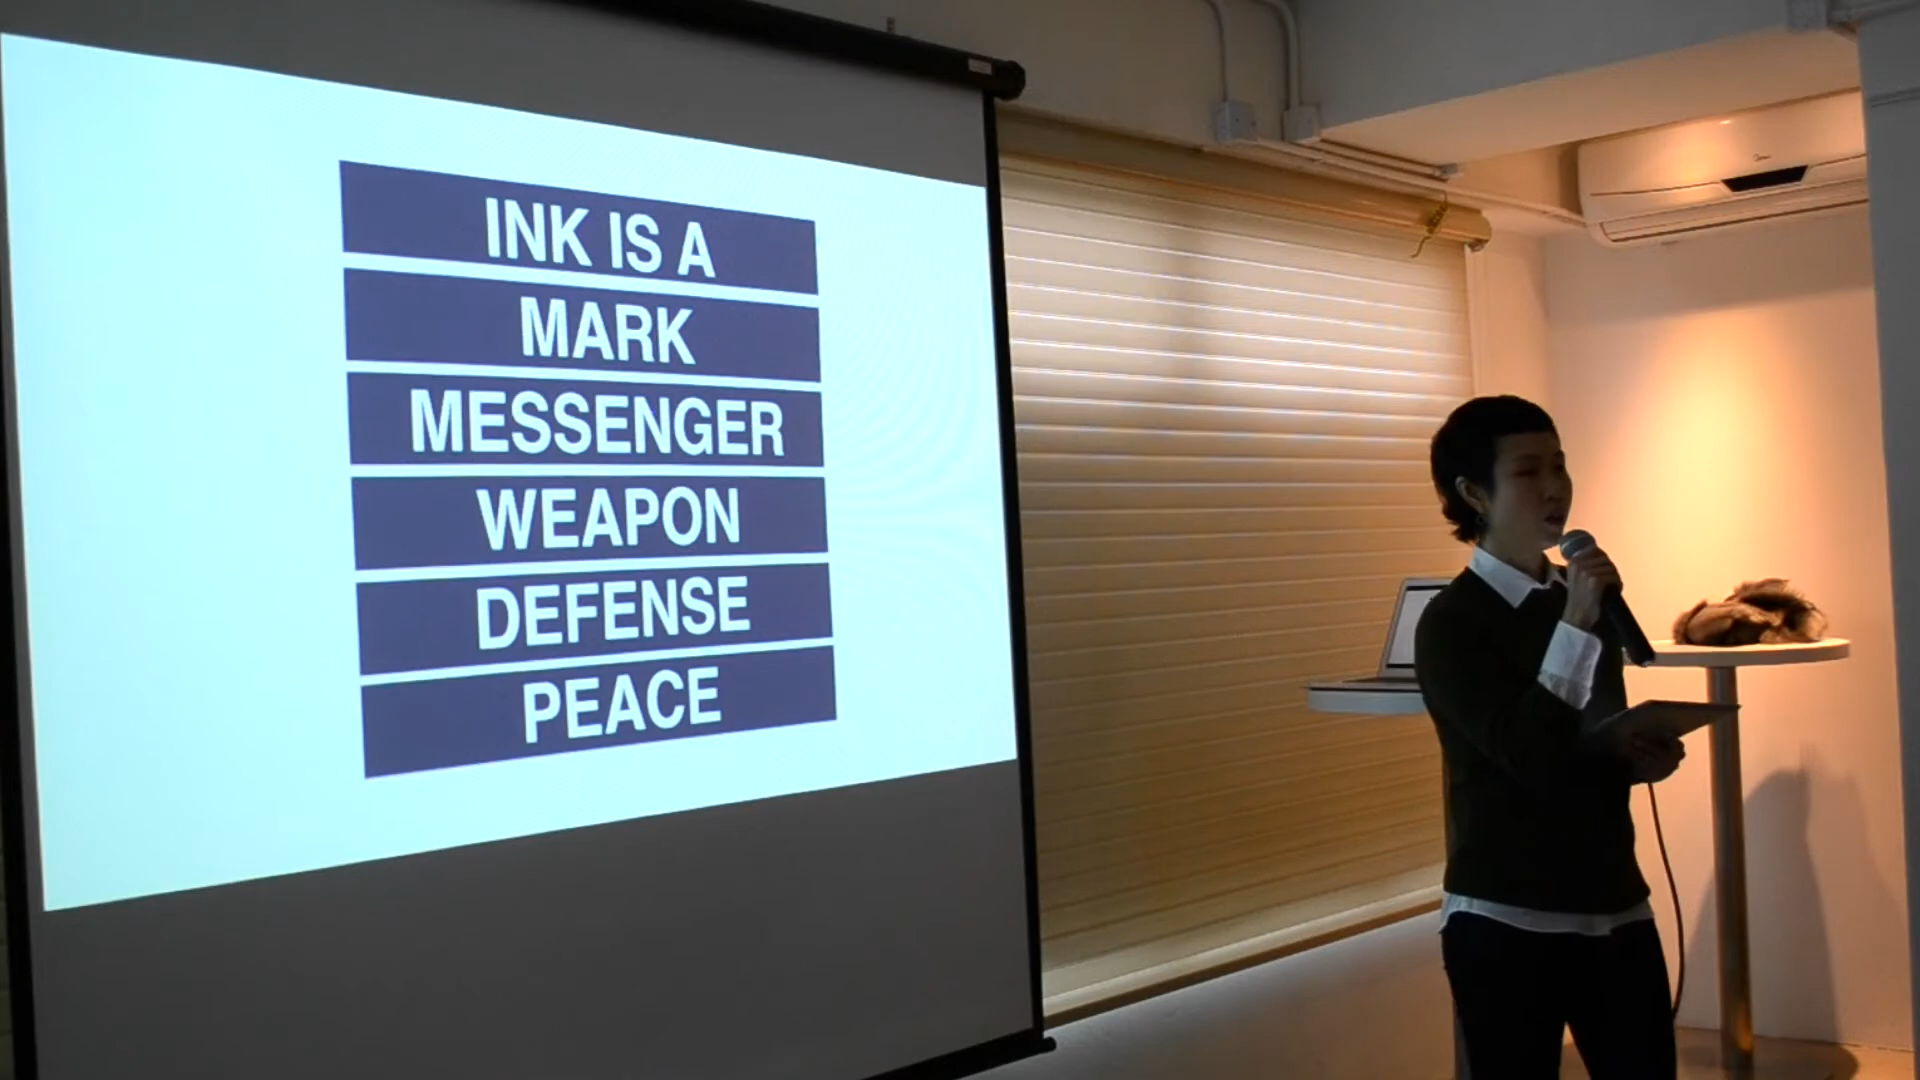 INK IS A
MARK
MESSENGER
WEAPON
DEFENSE
PEACE